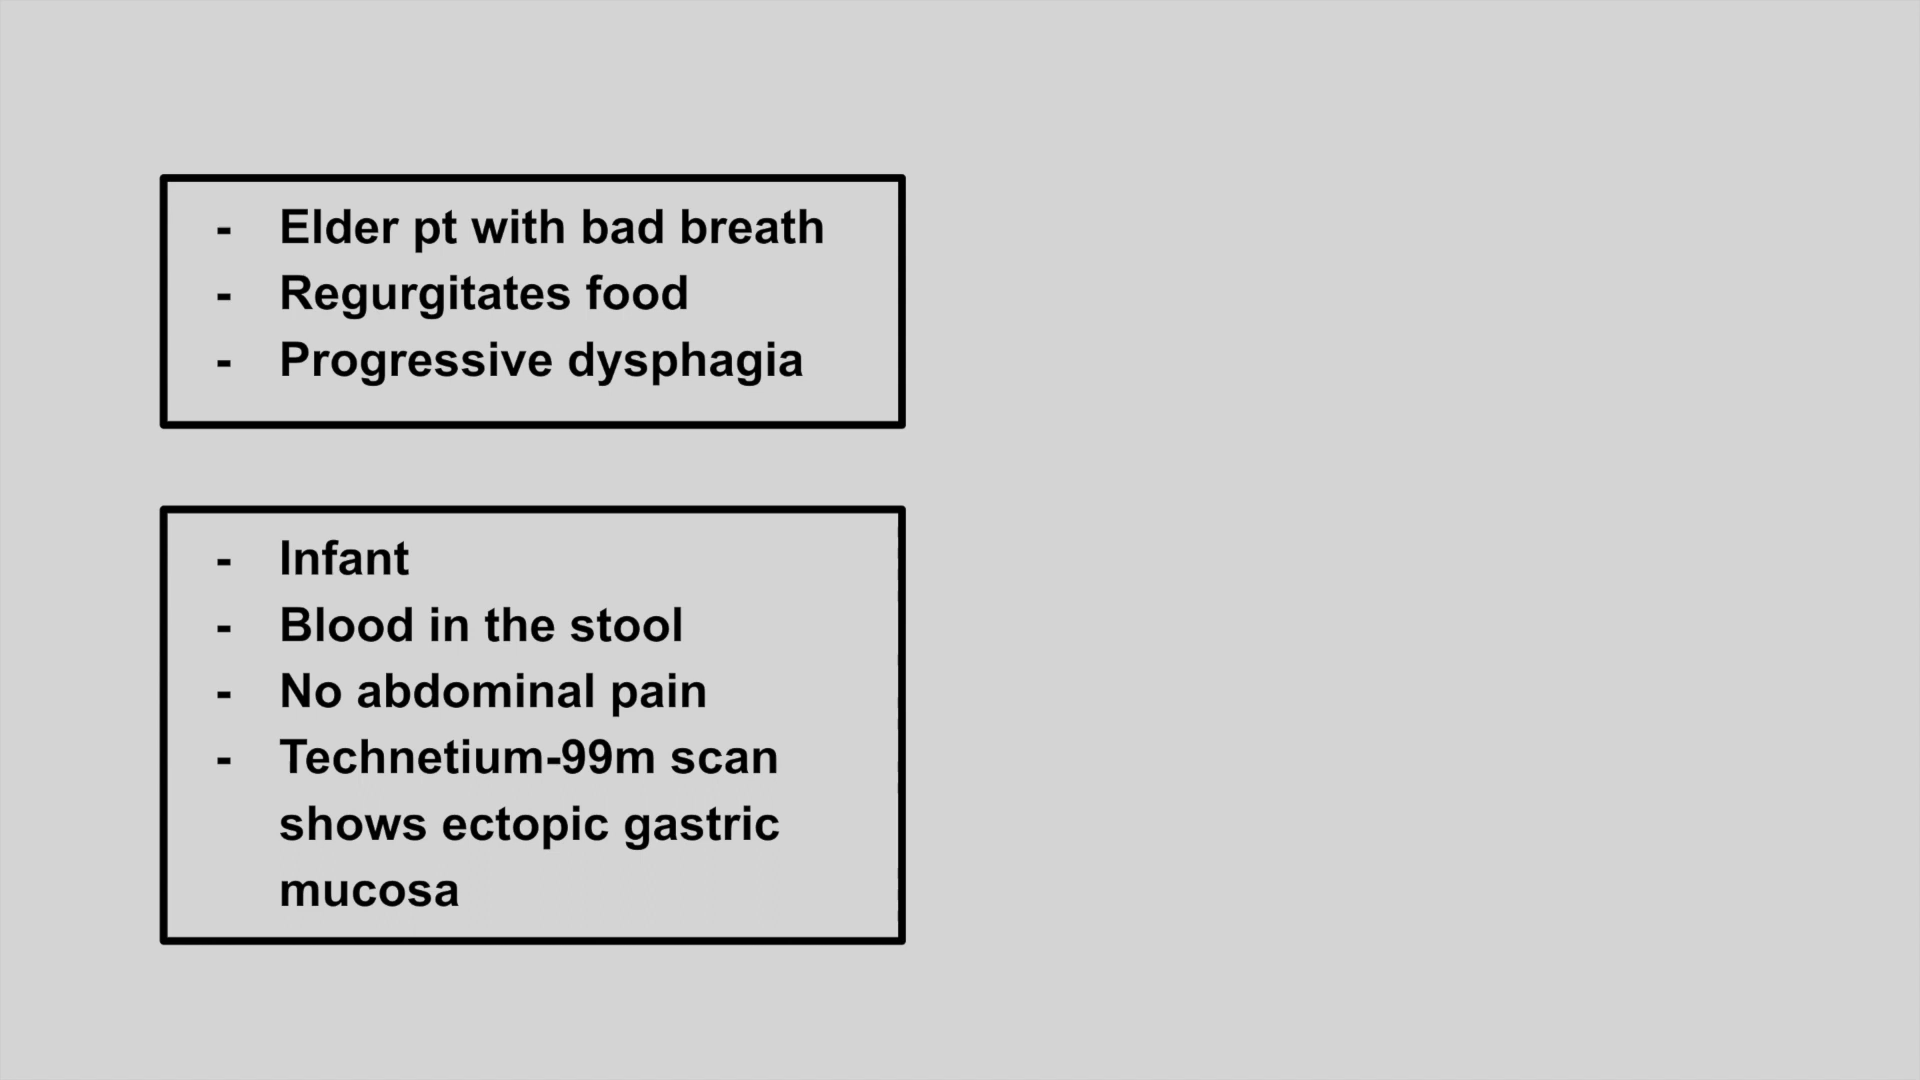 - Elder pt with bad breath
- Regurgitates food
- Progressive dysphagia
- Infant
- Blood in the stool
- No abdominal pain
- Technetium-99m scan
shows ectopic gastric
mucosa